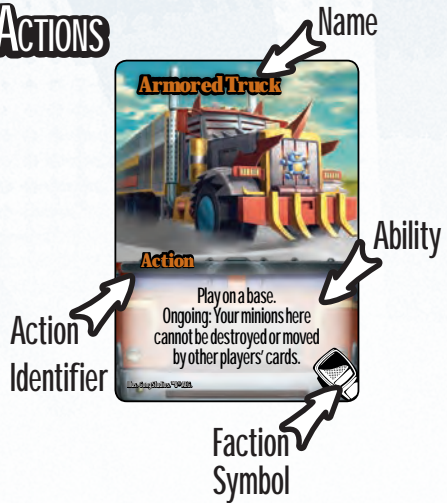 ACTIONS
Name
Armored Truck
Ability
Action
Play on a base.
Ongoing: Your minions here
cannot be destroyed or moved
by other players' cards.
Action
Identifier
Faction
Symbol